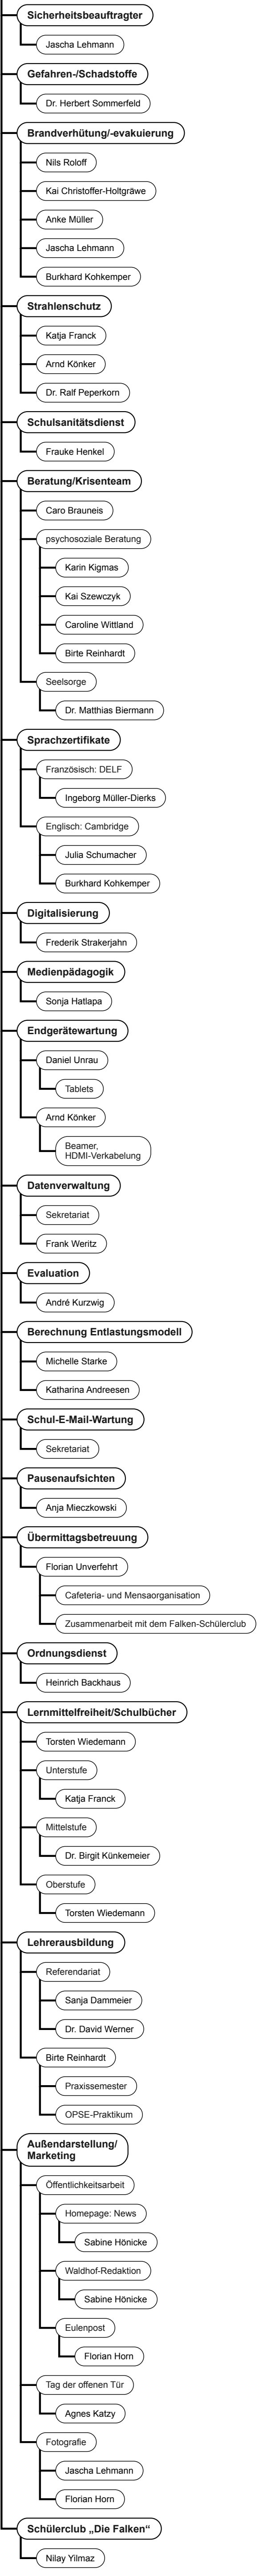 Sicherheitsbeauftragter
Jascha Lehmann
Gefahren-/Schadstoffe
Dr. Herbert Sommerfeld
Brandverhütung/-evakuierung
Nils Roloff
Kai Christoffer-Holtgräwe
Anke Müller
Jascha Lehmann
Burkhard Kohkemper
Strahlenschutz
Katja Franck
Arnd Könker
Dr. Ralf Peperkorn
Schulsanitätsdienst
Frauke Henkel
Beratung/Krisenteam
Caro Brauneis
psychosoziale Beratung
Karin Kigmas
Kai Szewczyk
Caroline Wittland
Birte Reinhardt
Seelsorge
Dr. Matthias Biermann
Sprachzertifikate
Französisch: DELF
Ingeborg Müller-Dierks
Englisch: Cambridge
Julia Schumacher
Burkhard Kohkemper
Digitalisierung
Frederik Strakerjahn
Medienpädagogik
Sonja Hatlapa
Endgerätewartung
Daniel Unrau
Tablets
Arnd Könker
Beamer,
HDMI-Verkabelung
Datenverwaltung
Sekretariat
Frank Weritz
Evaluation
André Kurzwig
Berechnung Entlastungsmodell
Michelle Starke
Katharina Andreesen
Schul-E-Mail-Wartung
Sekretariat
Pausenaufsichten
Anja Mieczkowski
Übermittagsbetreuung
Florian Unverfehrt
Cafeteria- und Mensaorganisation
Zusammenarbeit mit dem Falken-Schülerclub
Ordnungsdienst
Heinrich Backhaus
Lernmittelfreiheit/Schulbücher
Torsten Wiedemann
Unterstufe
Katja Franck
Mittelstufe
Dr. Birgit Künkemeier
Oberstufe
Torsten Wiedemann
Lehrerausbildung
Referendariat
Sanja Dammeier
Dr. David Werner
Birte Reinhardt
Praxissemester
OPSE-Praktikum
Außendarstellung/
Marketing
Öffentlichkeitsarbeit
Homepage: News
Sabine Hönicke
Waldhof-Redaktion
Sabine Hönicke
Eulenpost
Florian Horn
Tag der offenen Tür
Agnes Katzy
Fotografie
Jascha Lehmann
Florian Horn
Schülerclub „Die Falken“
Nilay Yilmaz